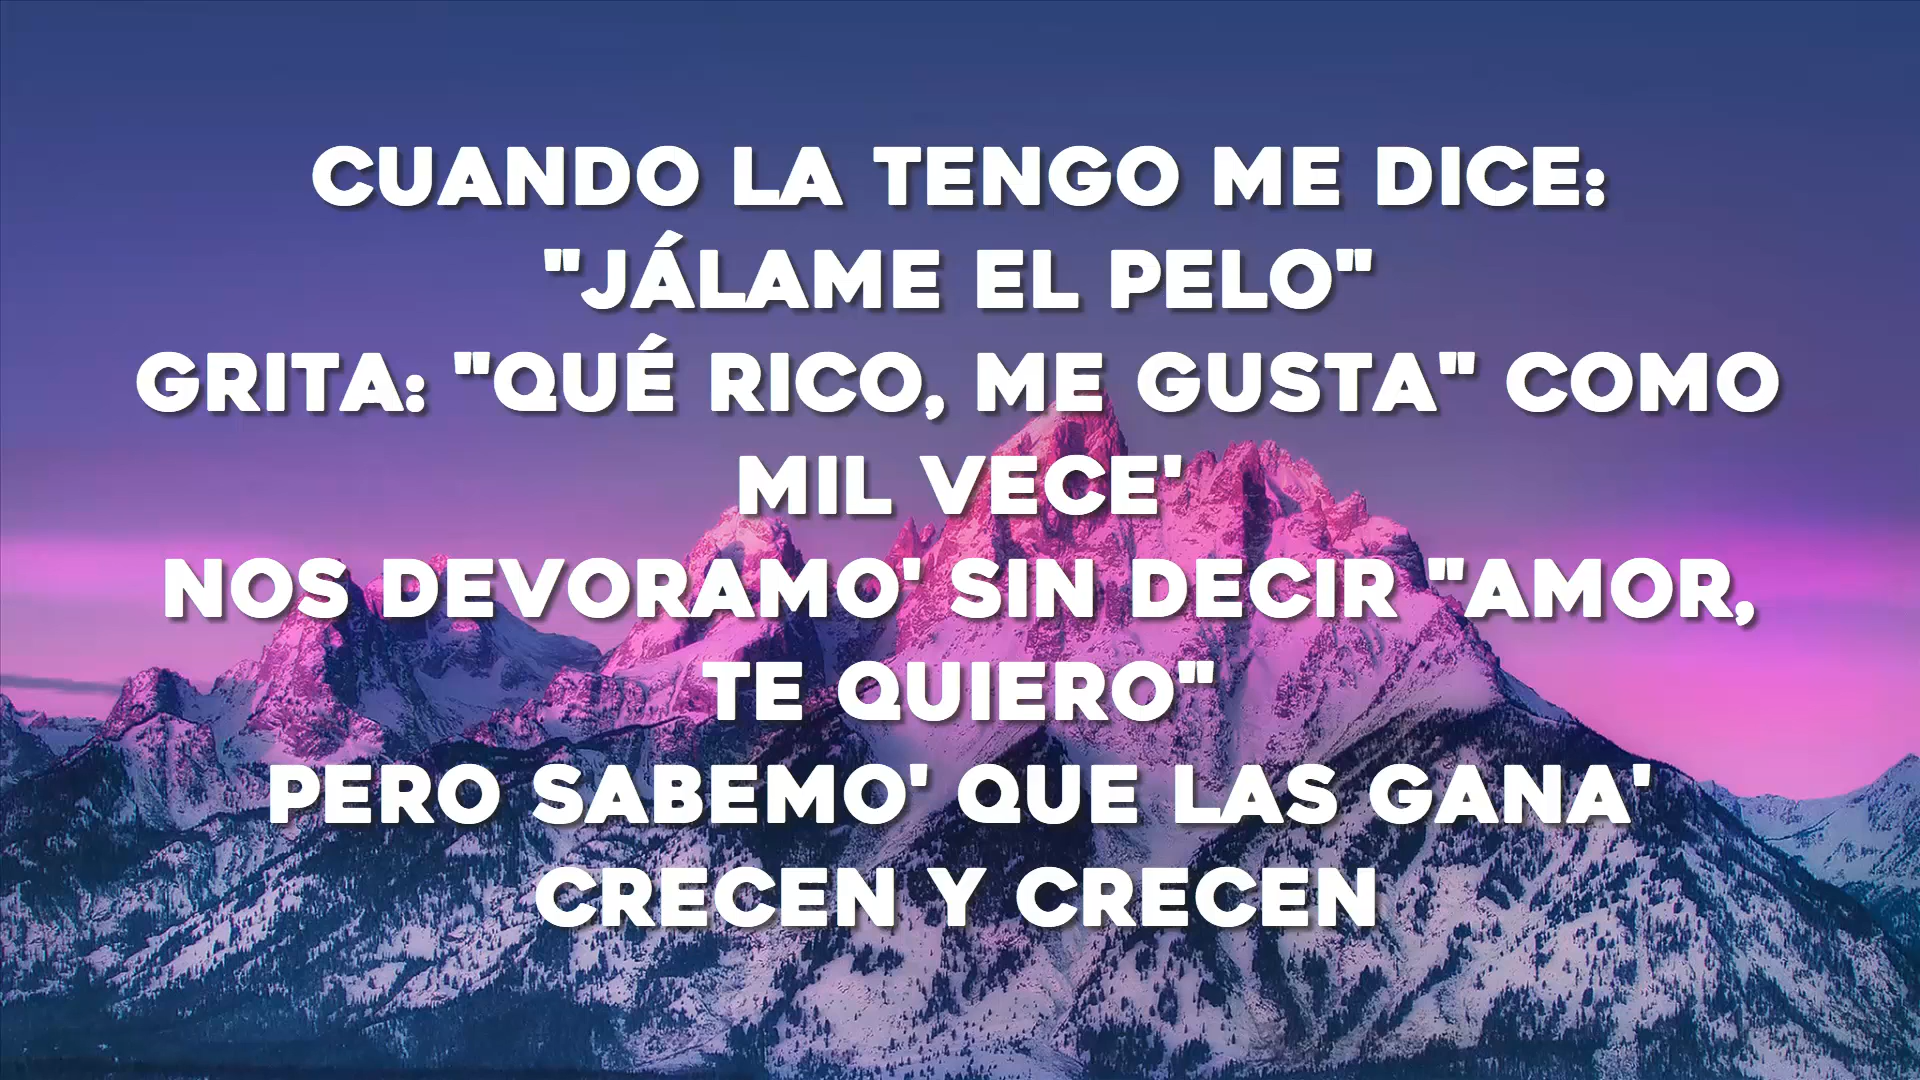 CUANDO LA TENGO ME DICE:
"JÁLAME EL PELO"
GRITA: "QUÉ RICO, ME GUSTA" COMO
MIL VECE'
NOS DEVORAMO' SIN DECIR "AMOR,
TE QUIERO"
PERO SABEMO' QUE LAS GANA'
CRECEN Y CRECEN